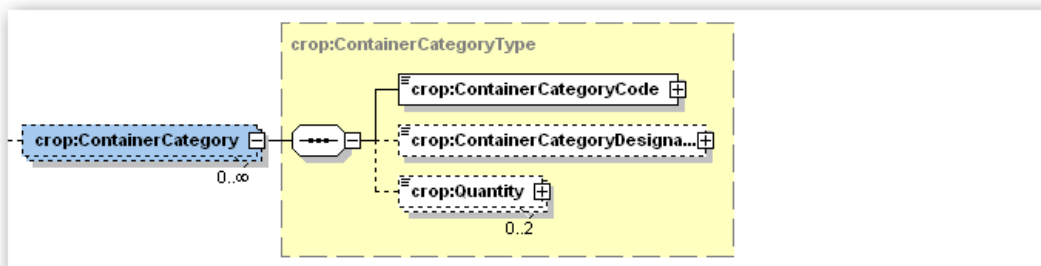 crop:ContainerCategoryType
crop:ContainerCategoryCode
crop:ContainerCategory
0..∞
crop:ContainerCategoryDesigna...
crop:Quantity
0..2